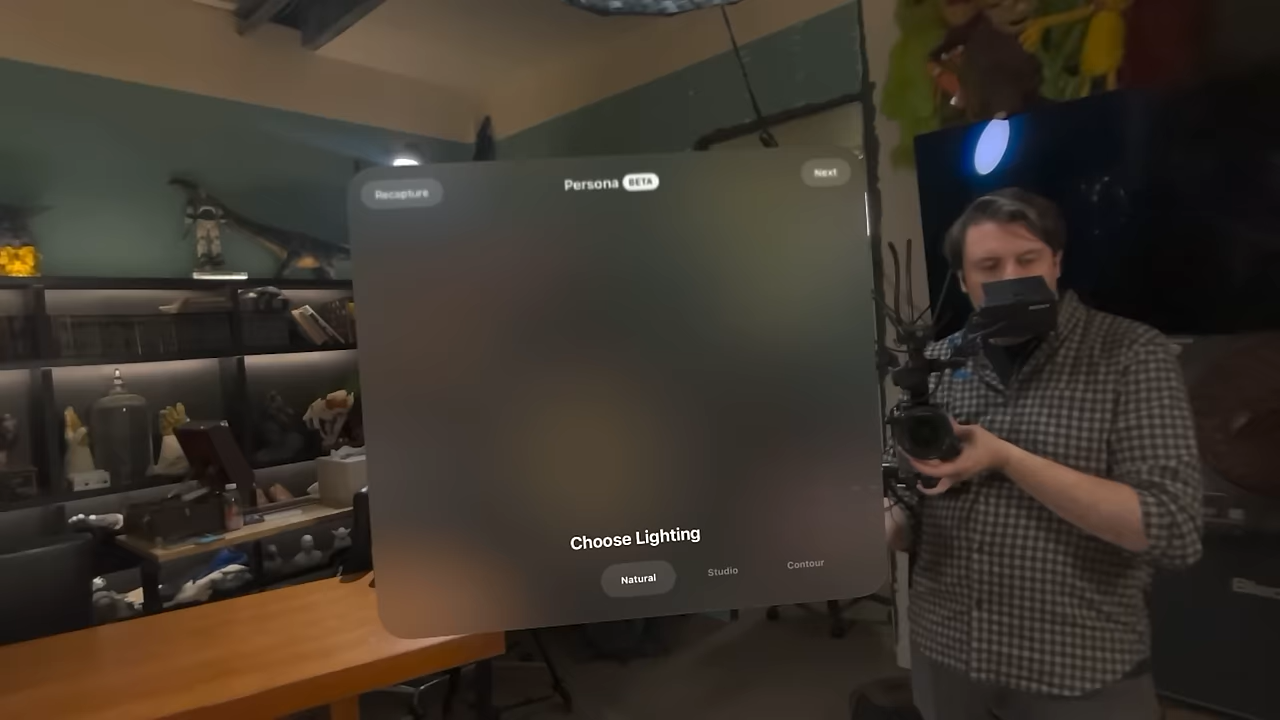 Recapture
Persona BETA
Next
Choose Lighting
Natural
Studio
Contour